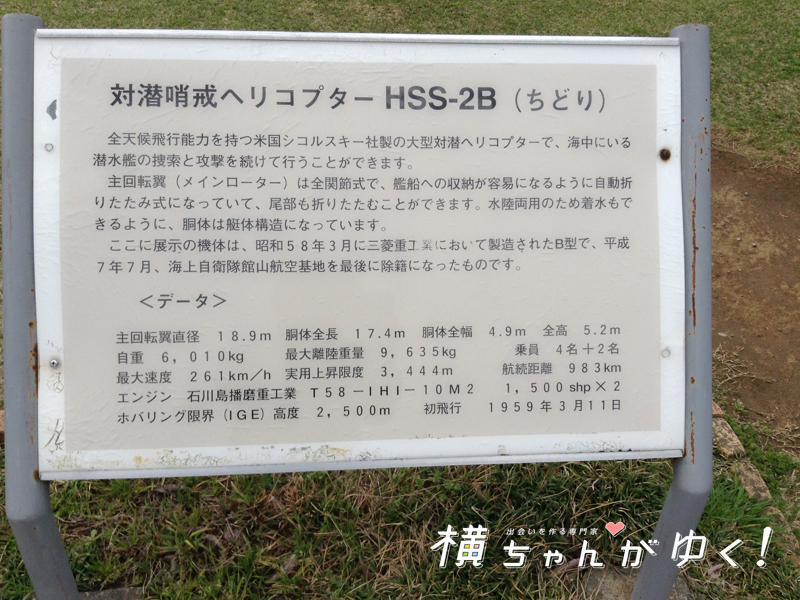 対潜哨戒ヘリコプター HSS-2B（ちどり）
全天候飛行能力を持つ米国シコルスキー社製の大型対潜ヘリコプターで、海中にいる
潜水艦の捜索と攻撃を続けて行うことができます。
主回転翼（メインローター）は全関節式で、艦船への収納が容易になるように自動折
りたたみ式になっていて、尾部も折りたたむことができます。水陸両用のため着水もで
きるように、胴体は艇体構造になっています。
ここに展示の機体は、昭和５８年３月に三菱重工業において製造されたB型で、平成
７年７月、海上自衛隊館山航空基地を最後に除籍になったものです。
＜データ＞
主回転翼直径 １８.９m 胴体全長 １７.４m 胴体全幅 ４.９m 全高 ５.２m
自重 ６，０１０kg 最大離陸重量 ９，６３５kg 乗員 ４名＋２名
最大速度 ２６１km／h 実用上昇限度 ３，４４４m 航続距離 ９８３km
エンジン 石川島播磨重工業 Ｔ５８－ＩＨＩ－１０Ｍ２ １，５００shp×２
ホバリング限界（ＩＧＥ）高度 ２，５００m 初飛行 １９５９年３月１１日
出会いを作る専門家
横ちゃんがゆく！